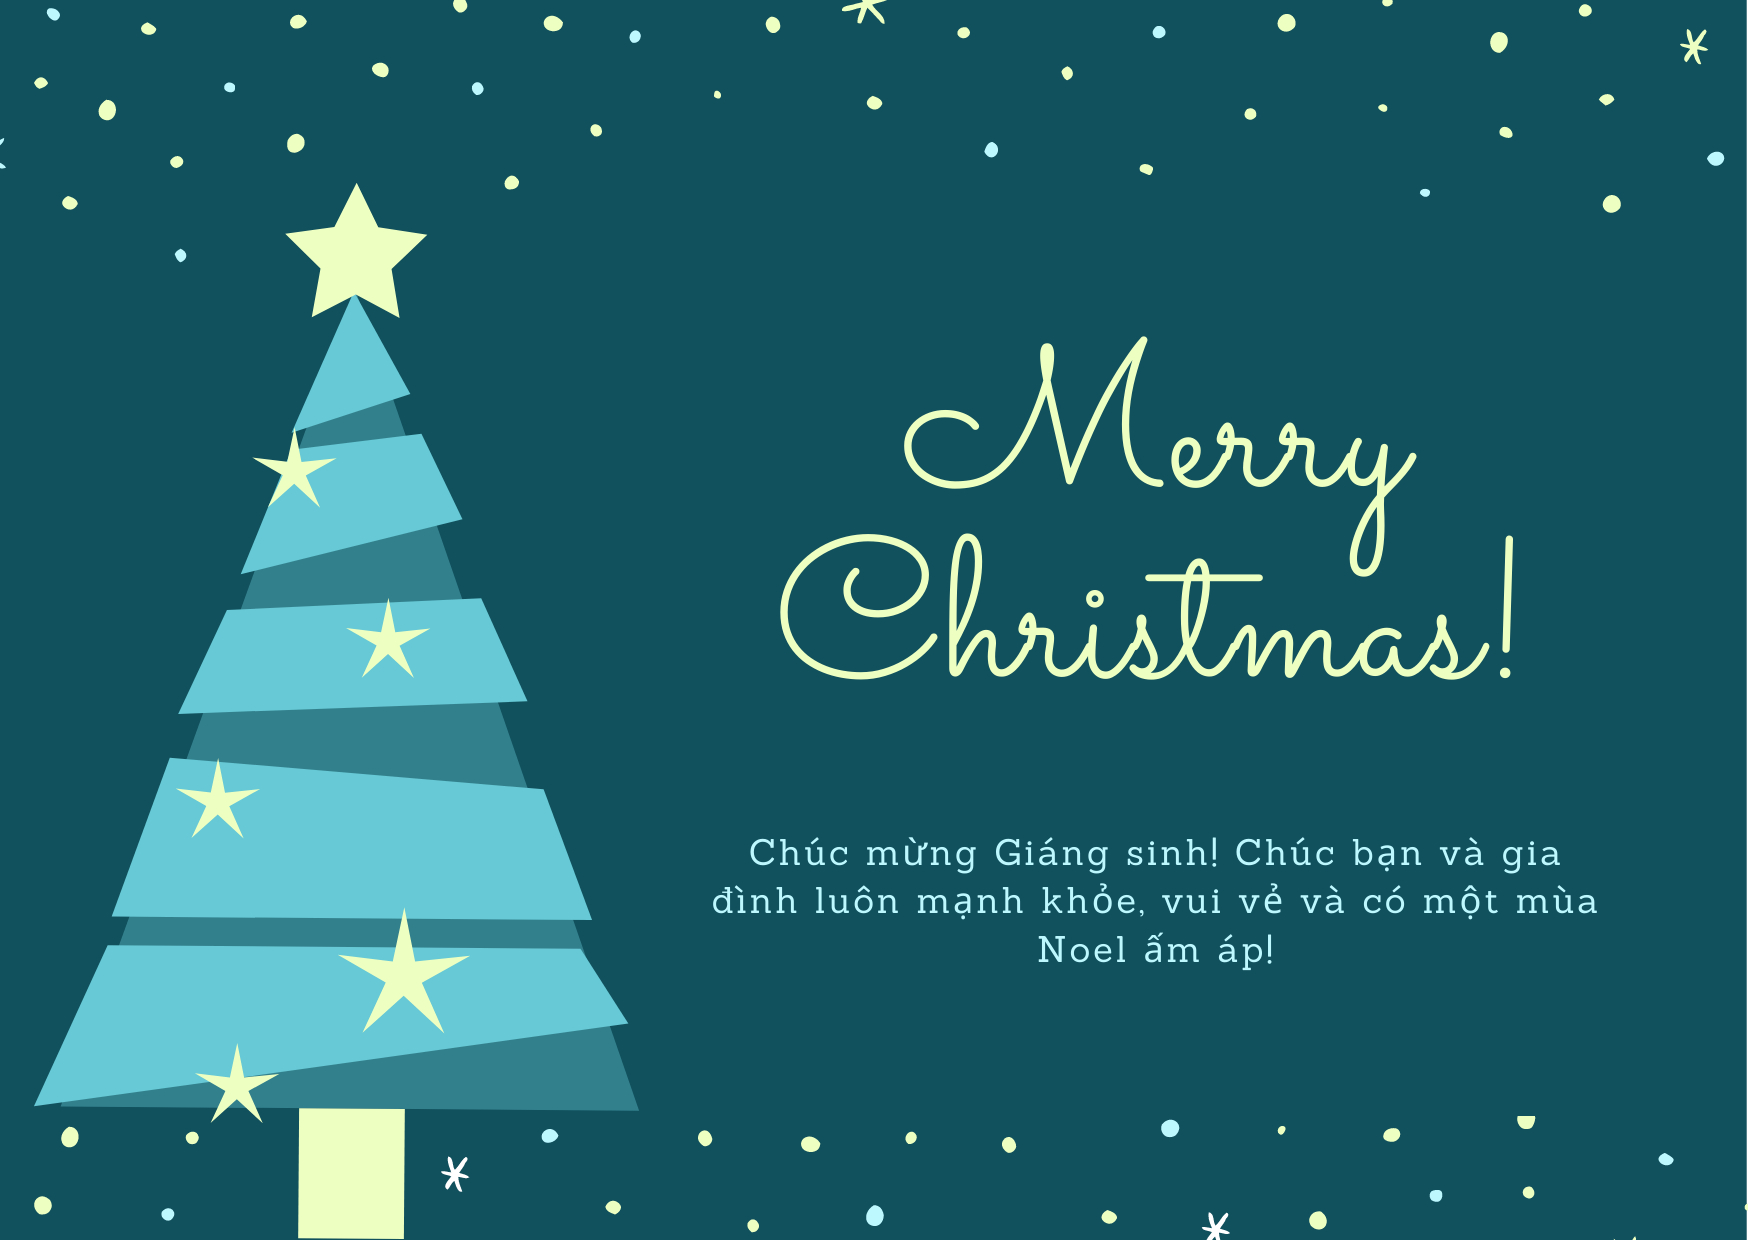 Merry
Christmas!
Chúc mừng Giáng sinh! Chúc bạn và gia
đình luôn mạnh khỏe, vui vẻ và có một mùa
Noel ấm áp!